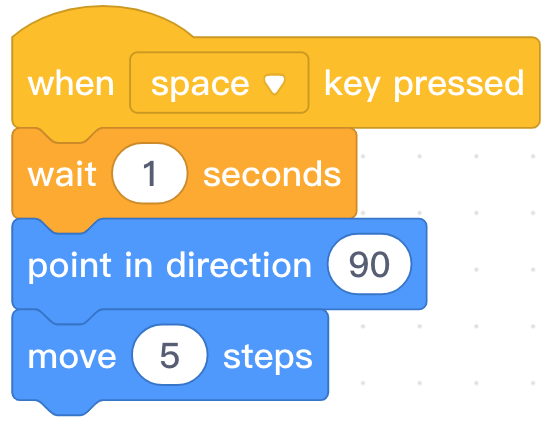 when space key pressed
wait 1 seconds
point in direction 90
move 5 steps